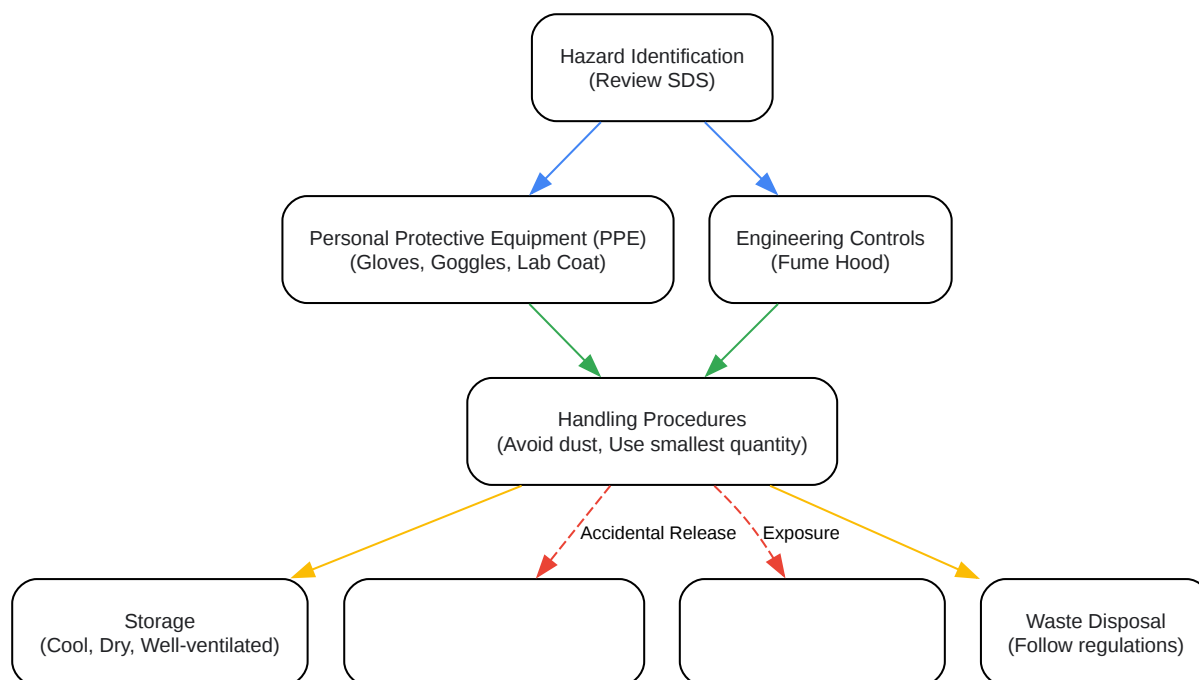 Hazard Identification
(Review SDS)
Personal Protective Equipment (PPE)
(Gloves, Goggles, Lab Coat)
Engineering Controls
(Fume Hood)
Handling Procedures
(Avoid dust, Use smallest quantity)
Accidental Release
Exposure
Storage
(Cool, Dry, Well-ventilated)
Waste Disposal
(Follow regulations)